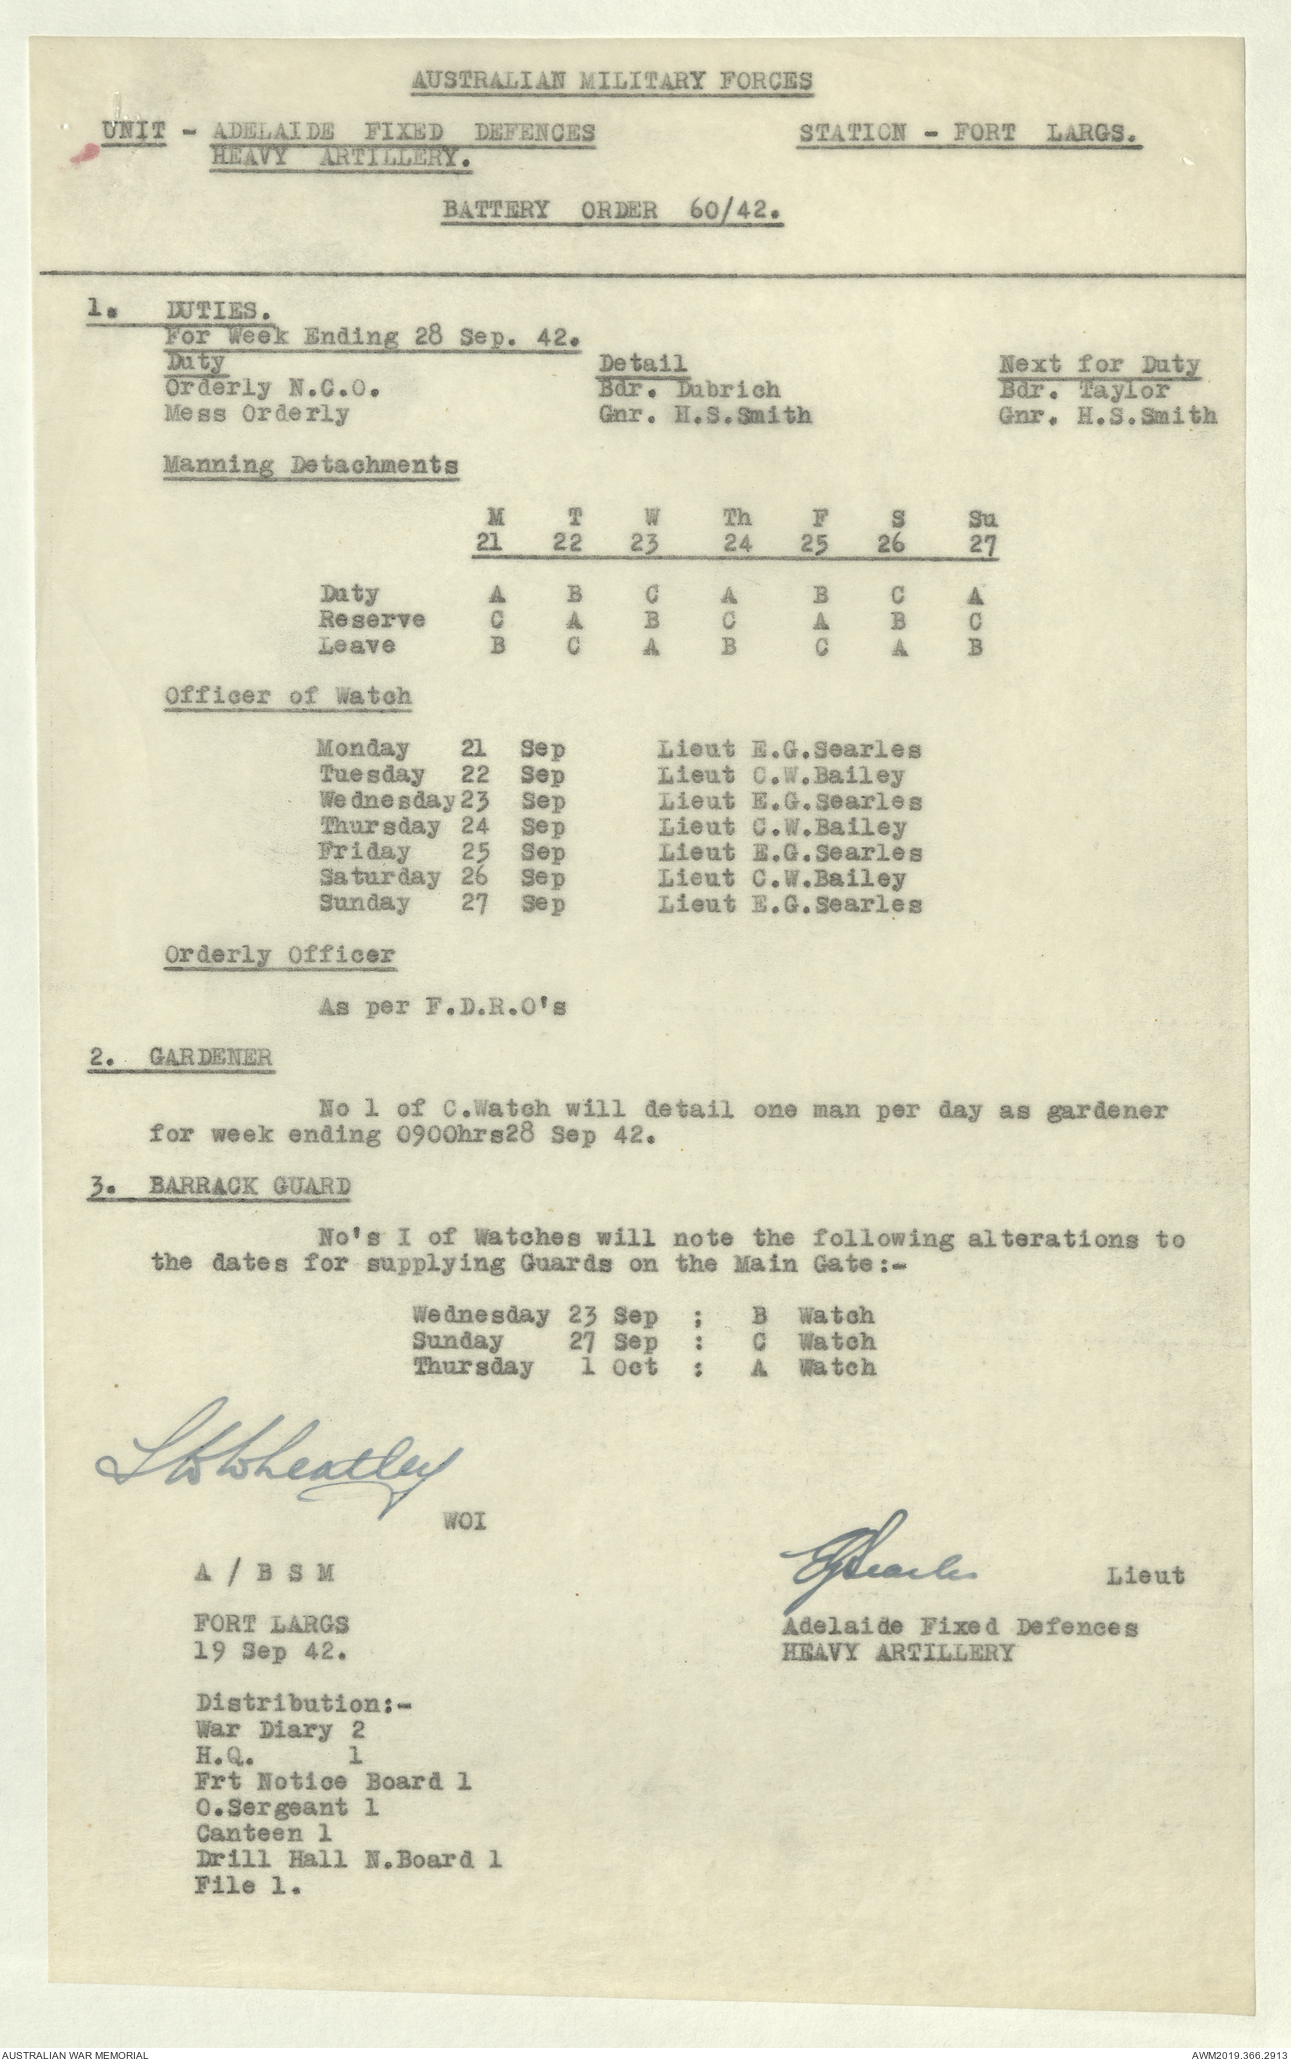 AUSTRALIAN MILITARY FORCES
UNIT - ADELAIDE FIXED DEFENCES STATION - FORT LARGS.
HEAVY ARTILLERY.
BATTERY ORDER 60/42.
1. DUTIES.
For Week Ending 28 Sep. 42.
Duty Detail Next for Duty
Orderly N.C.O. Bdr. Dubrich Bdr. Taylor
Mess Orderly Gnr. H.S.Smith Gnr. H.S.Smith
Manning Detachments
M T W Th F S Su
21 22 23 24 25 26 27
Duty A B C A B C A
Reserve C A B C A B C
Leave B C A B C A B
Officer of Watch
Monday 21 Sep Lieut E.G.Searles
Tuesday 22 Sep Lieut C.W.Bailey
Wednesday23 Sep Lieut E.G.Searles
Thursday 24 Sep Lieut C.W.Bailey
Friday 25 Sep Lieut E.G.Searles
Saturday 26 Sep Lieut C.W.Bailey
Sunday 27 Sep Lieut E.G.Searles
Orderly Officer
As per F.D.R.O's
2. GARDENER
No 1 of C.Watch will detail one man per day as gardener
for week ending 0900hrs28 Sep 42.
3. BARRACK GUARD
No's I of Watches will note the following alterations to
the dates for supplying Guards on the Main Gate:-
Wednesday 23 Sep ; B Watch
Sunday 27 Sep : C Watch
Thursday 1 Oct : A Watch
Wheatley
WOI
EGSearles Lieut
A / B S M
FORT LARGS Adelaide Fixed Defences
19 Sep 42. HEAVY ARTILLERY
Distribution:-
War Diary 2
H.Q. 1
Frt Notice Board 1
O.Sergeant 1
Canteen 1
Drill Hall N.Board 1
File 1.
AUSTRALIAN WAR MEMORIAL AWM2019.366.2913